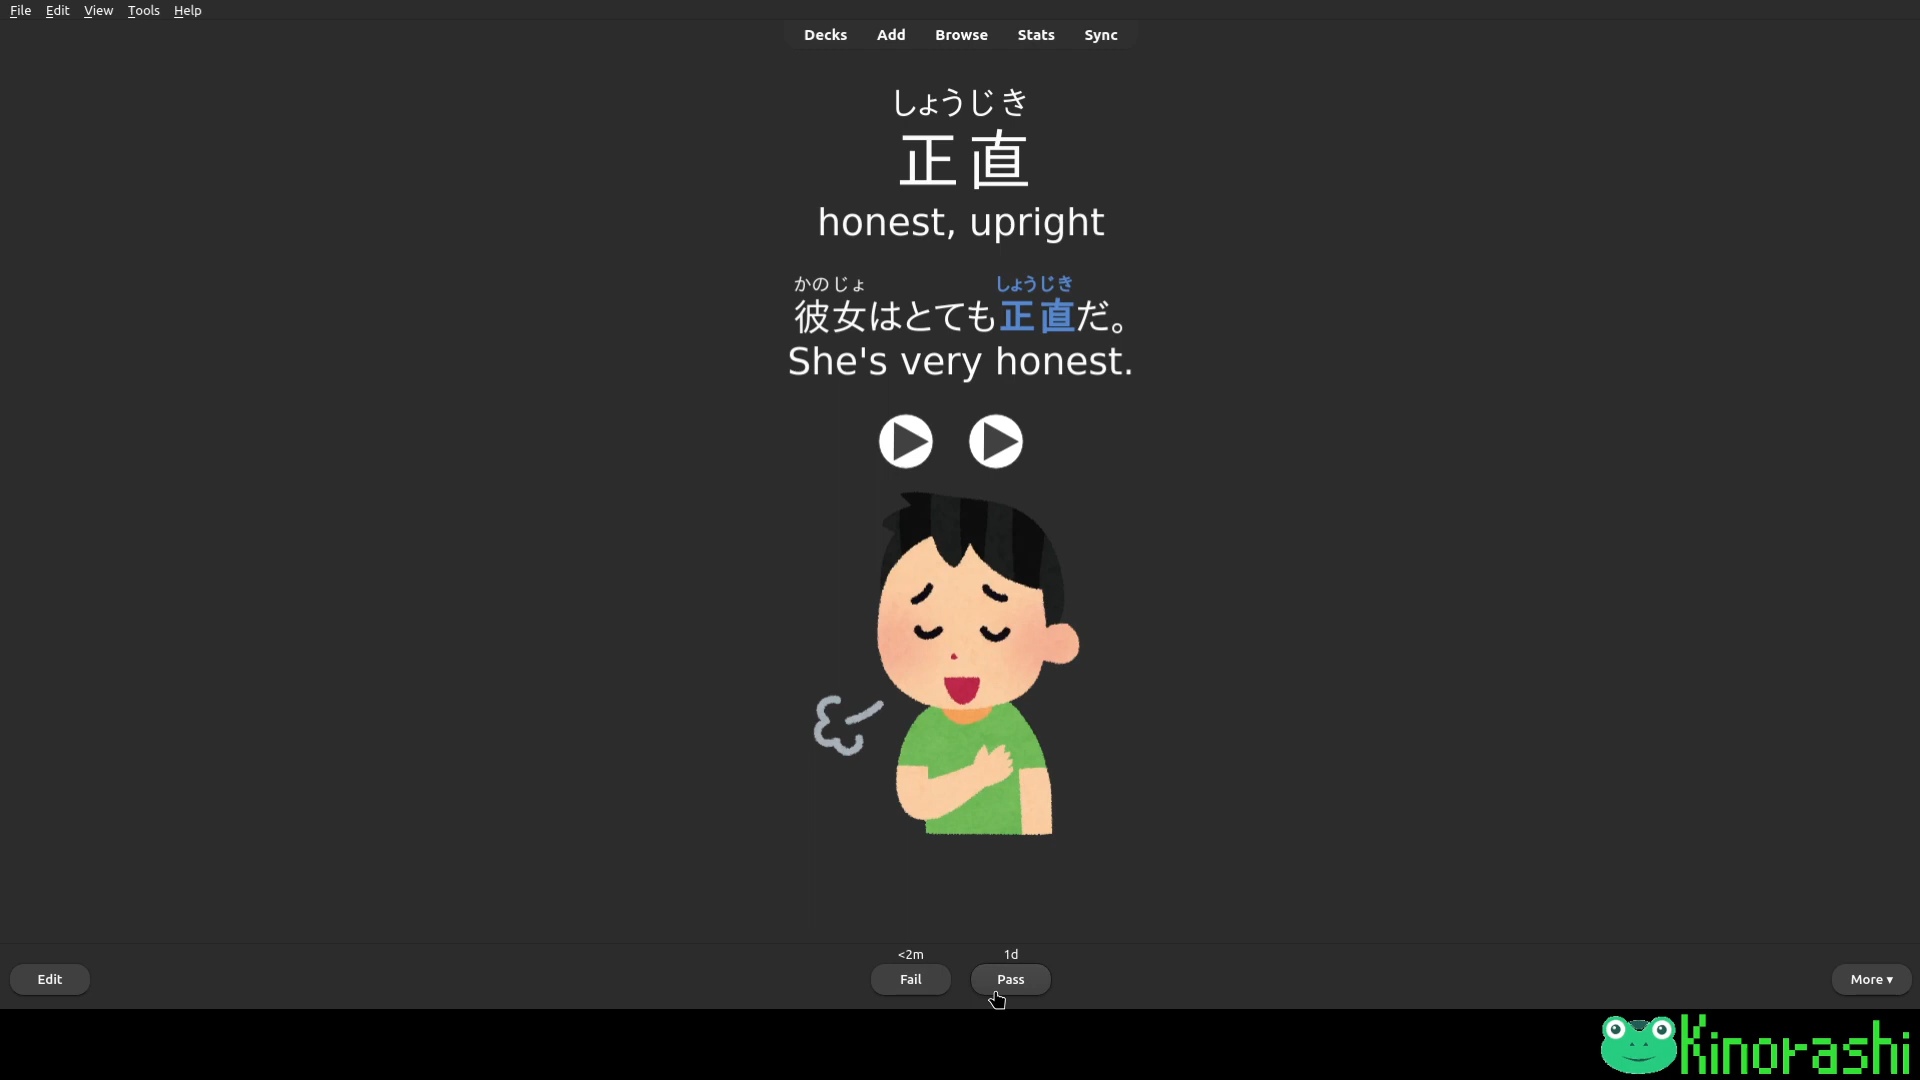 File Edit View Tools Help
Decks Add Browse Stats Sync
しょうじき
正直
honest, upright
かのじょ しょうじき
彼女はとても正直だ。
She's very honest.
<2m 1d
Edit Fail Pass More ▾
Kinorashi